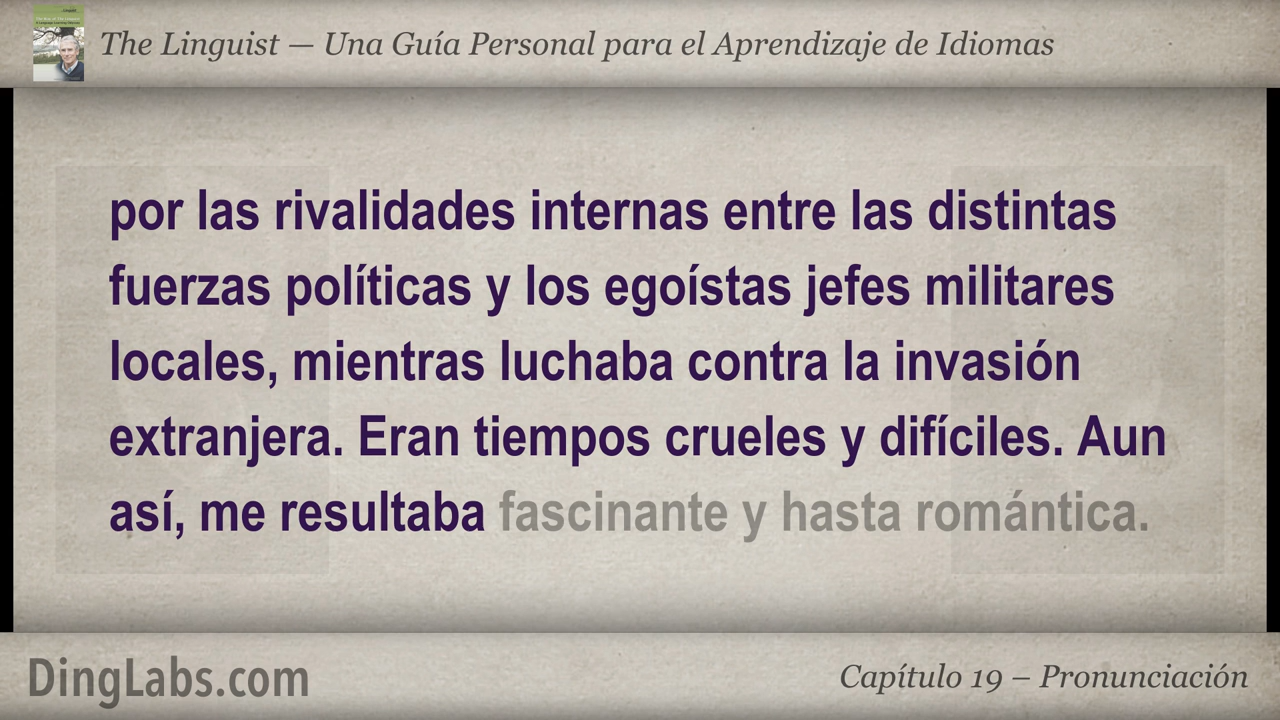 The Linguist — Una Guía Personal para el Aprendizaje de Idiomas
por las rivalidades internas entre las distintas
fuerzas políticas y los egoístas jefes militares
locales, mientras luchaba contra la invasión
extranjera. Eran tiempos crueles y difíciles. Aun
así, me resultaba fascinante y hasta romántica.
DingLabs.com
Capítulo 19 – Pronunciación